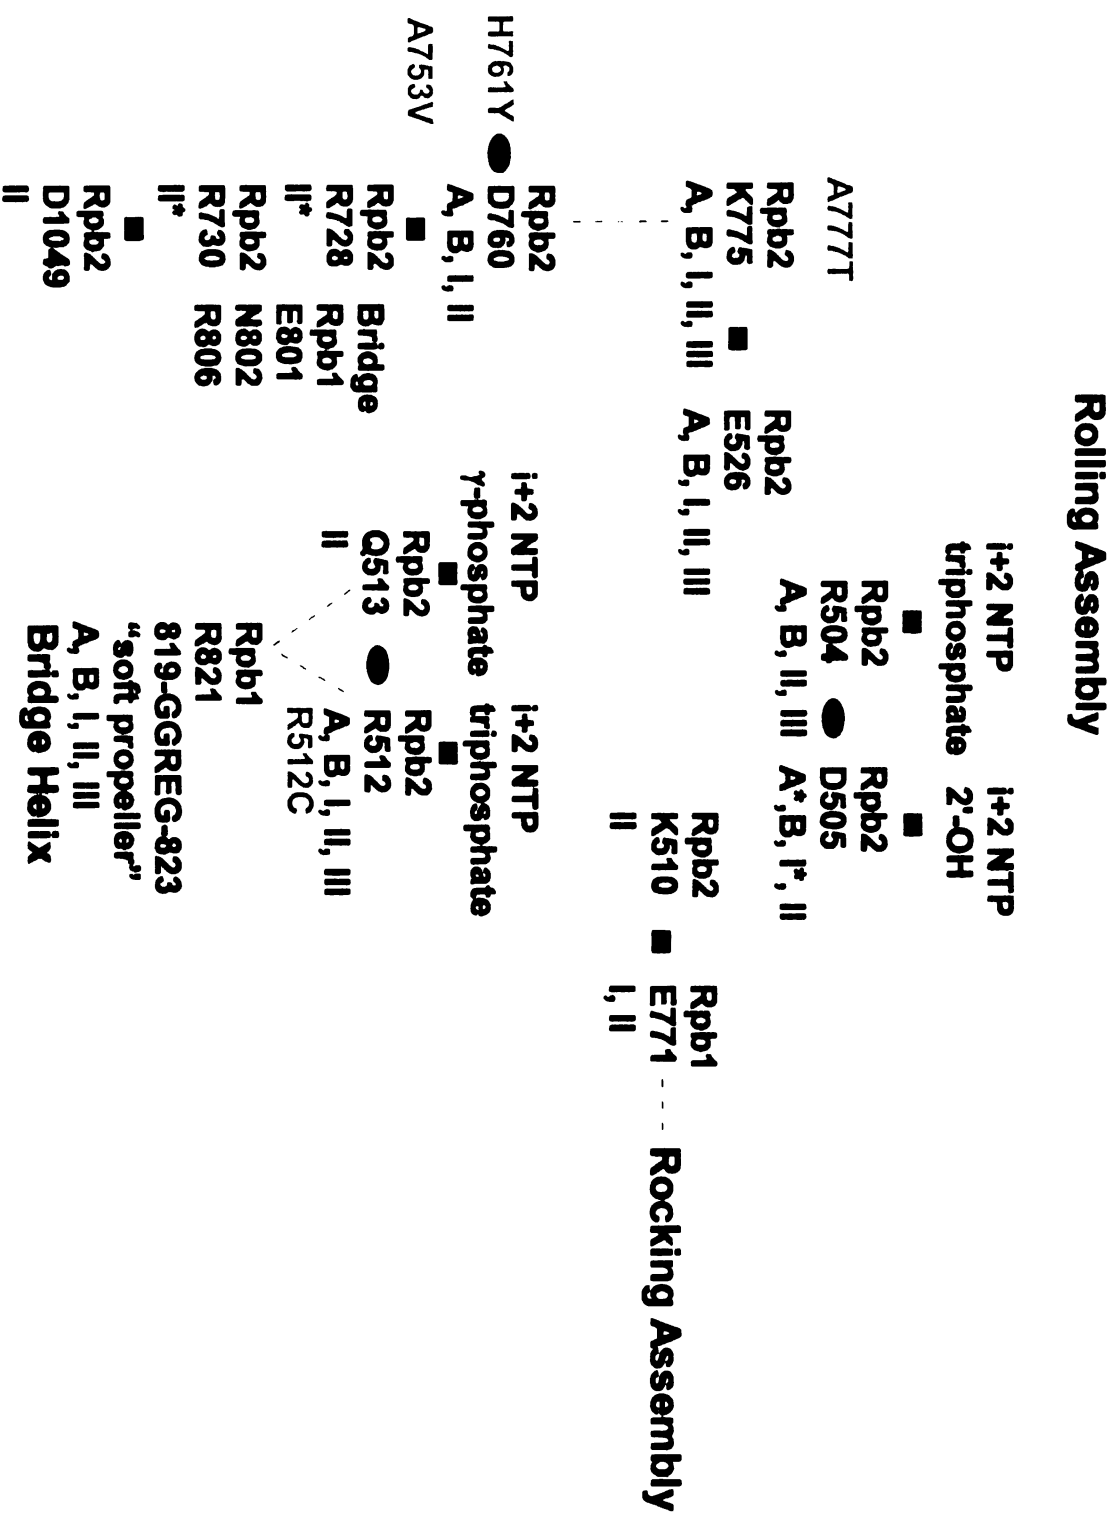 Rolling Assembly
i+2 NTP
triphosphate
i+2 NTP
2'-OH
Rpb2
R504
A, B, II, III
Rpb2
D505
A*,B, I*, II
A777T
Rpb2
K775
A, B, I, II, III
Rpb2
E526
A, B, I, II, III
Rpb2
K510
II
Rpb1
E771
I, II
Rocking Assembly
H761Y
Rpb2
D760
A, B, I, II
A753V
i+2 NTP
γ-phosphate
i+2 NTP
triphosphate
Rpb2
Q513
II
Rpb2
R512
A, B, I, II, III
R512C
Rpb2
R728
II*
Rpb2
R730
II*
Bridge
Rpb1
E801
N802
R806
Rpb1
R821
819-GGREG-823
“soft propeller”
A, B, I, II, III
Bridge Helix
Rpb2
D1049
II